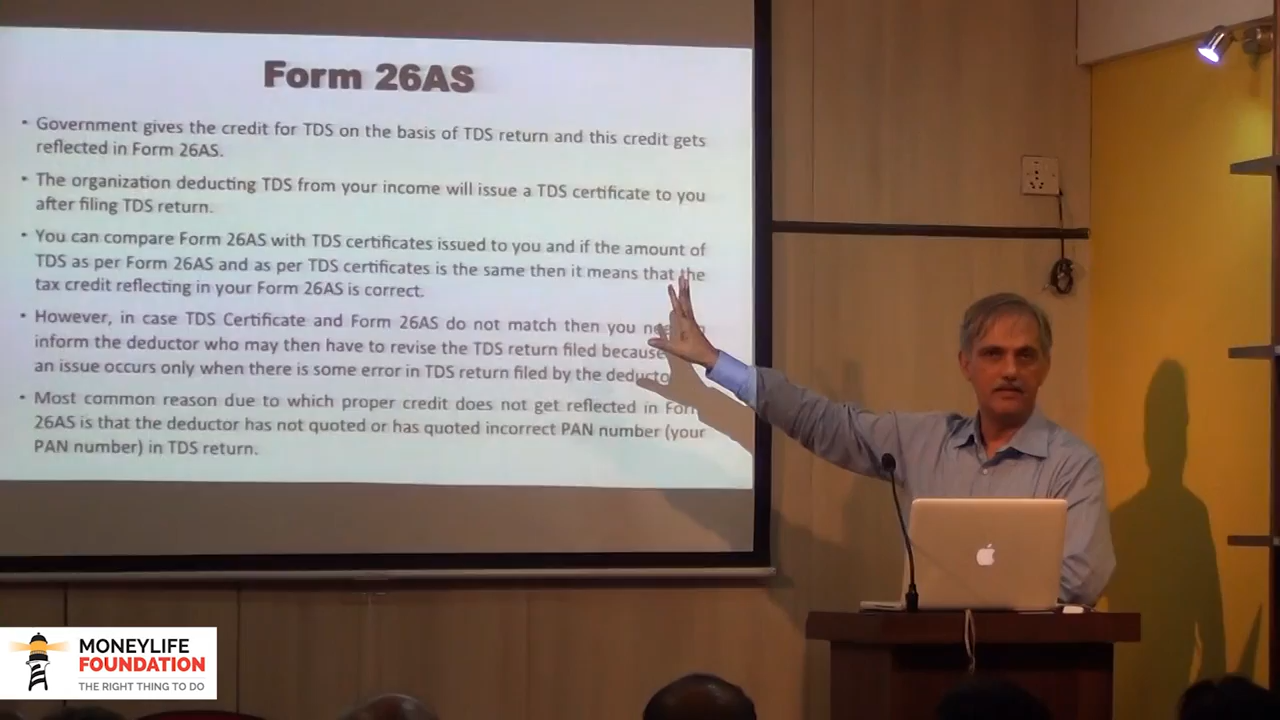 Form 26AS
• Government gives the credit for TDS on the basis of TDS return and this credit gets
reflected in Form 26AS.
• The organization deducting TDS from your income will issue a TDS certificate to you
after filing TDS return.
• You can compare Form 26AS with TDS certificates issued to you and if the amount of
TDS as per Form 26AS and as per TDS certificates is the same then it means that the
tax credit reflecting in your Form 26AS is correct.
• However, in case TDS Certificate and Form 26AS do not match then you
inform the deductor who may then have to revise the TDS return filed because
an issue occurs only when there is some error in TDS return filed by the
• Most common reason due to which proper credit does not get reflected in Form
26AS is that the deductor has not quoted or has quoted incorrect PAN number (your
PAN number) in TDS return.
MONEYLIFE
FOUNDATION
THE RIGHT THING TO DO